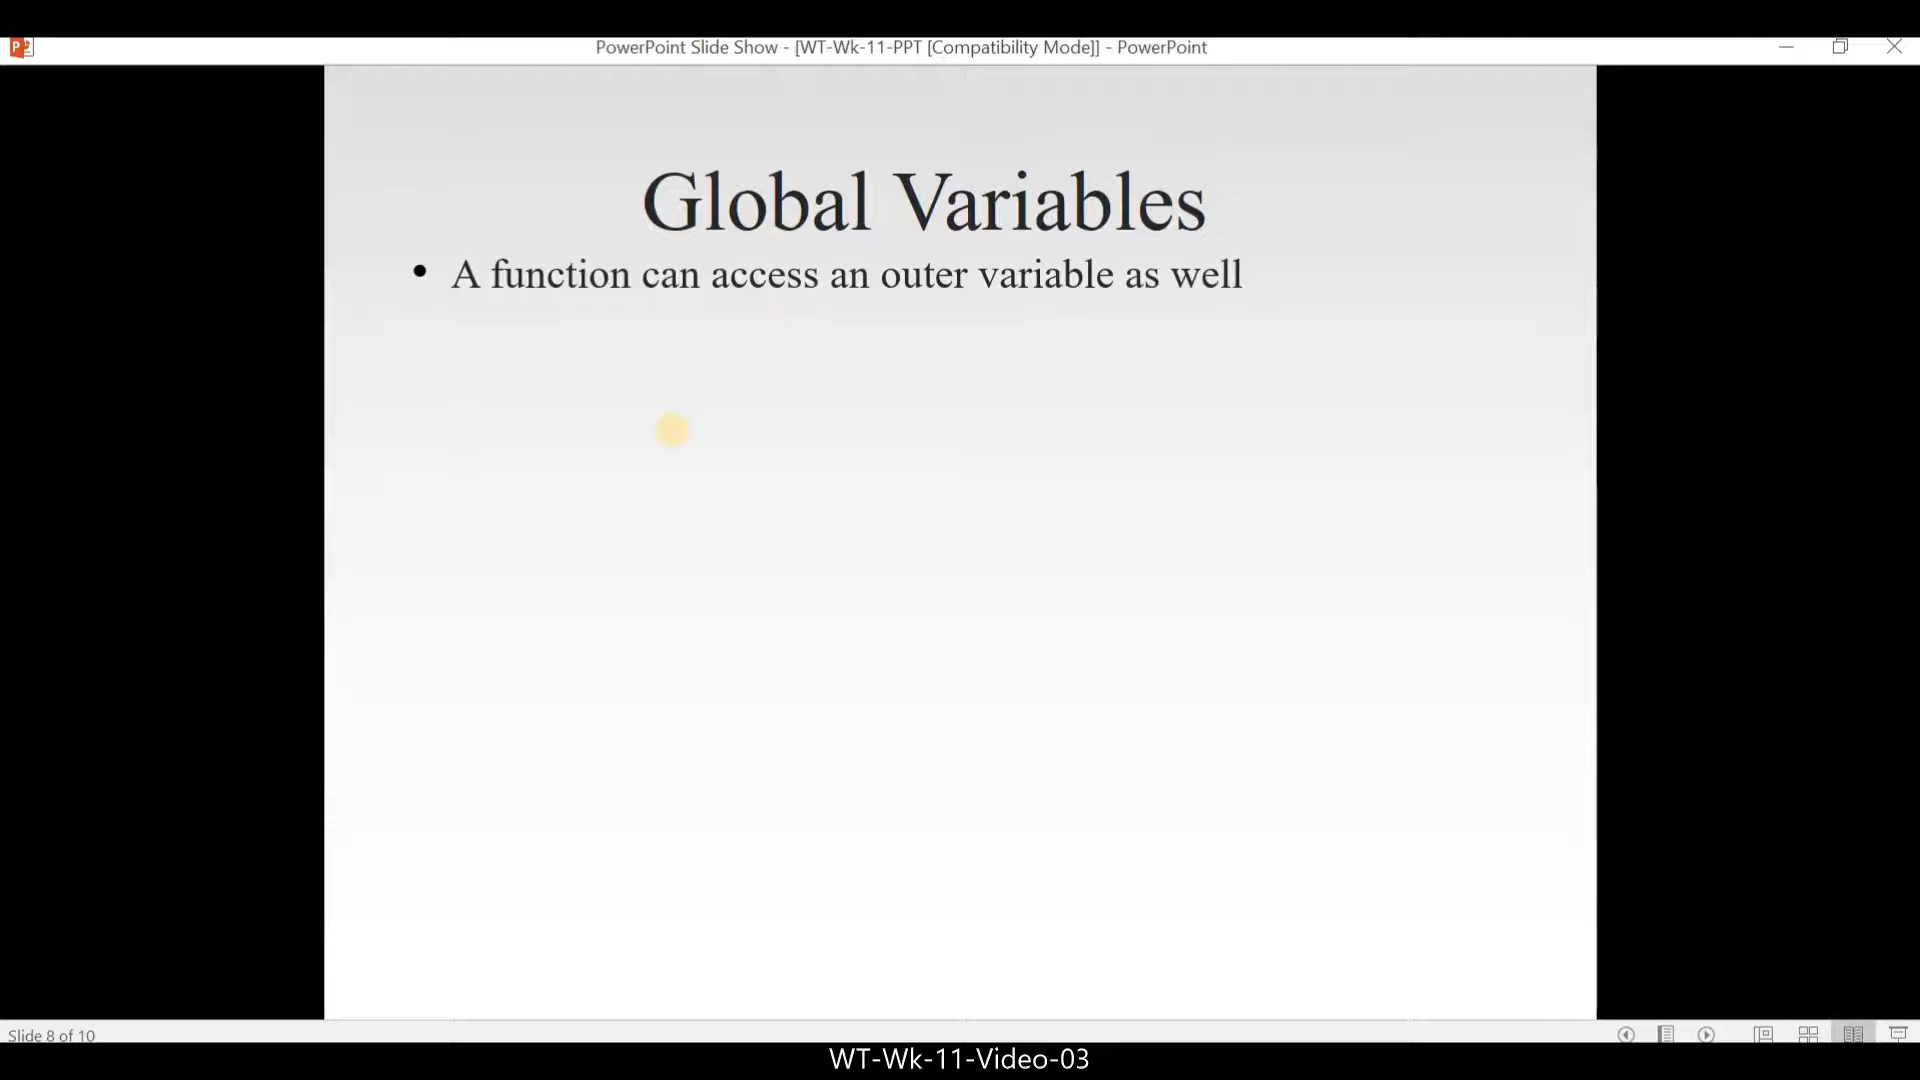 PowerPoint Slide Show - [WT-Wk-11-PPT [Compatibility Mode]] - PowerPoint
Global Variables
• A function can access an outer variable as well
Slide 8 of 10
WT-Wk-11-Video-03